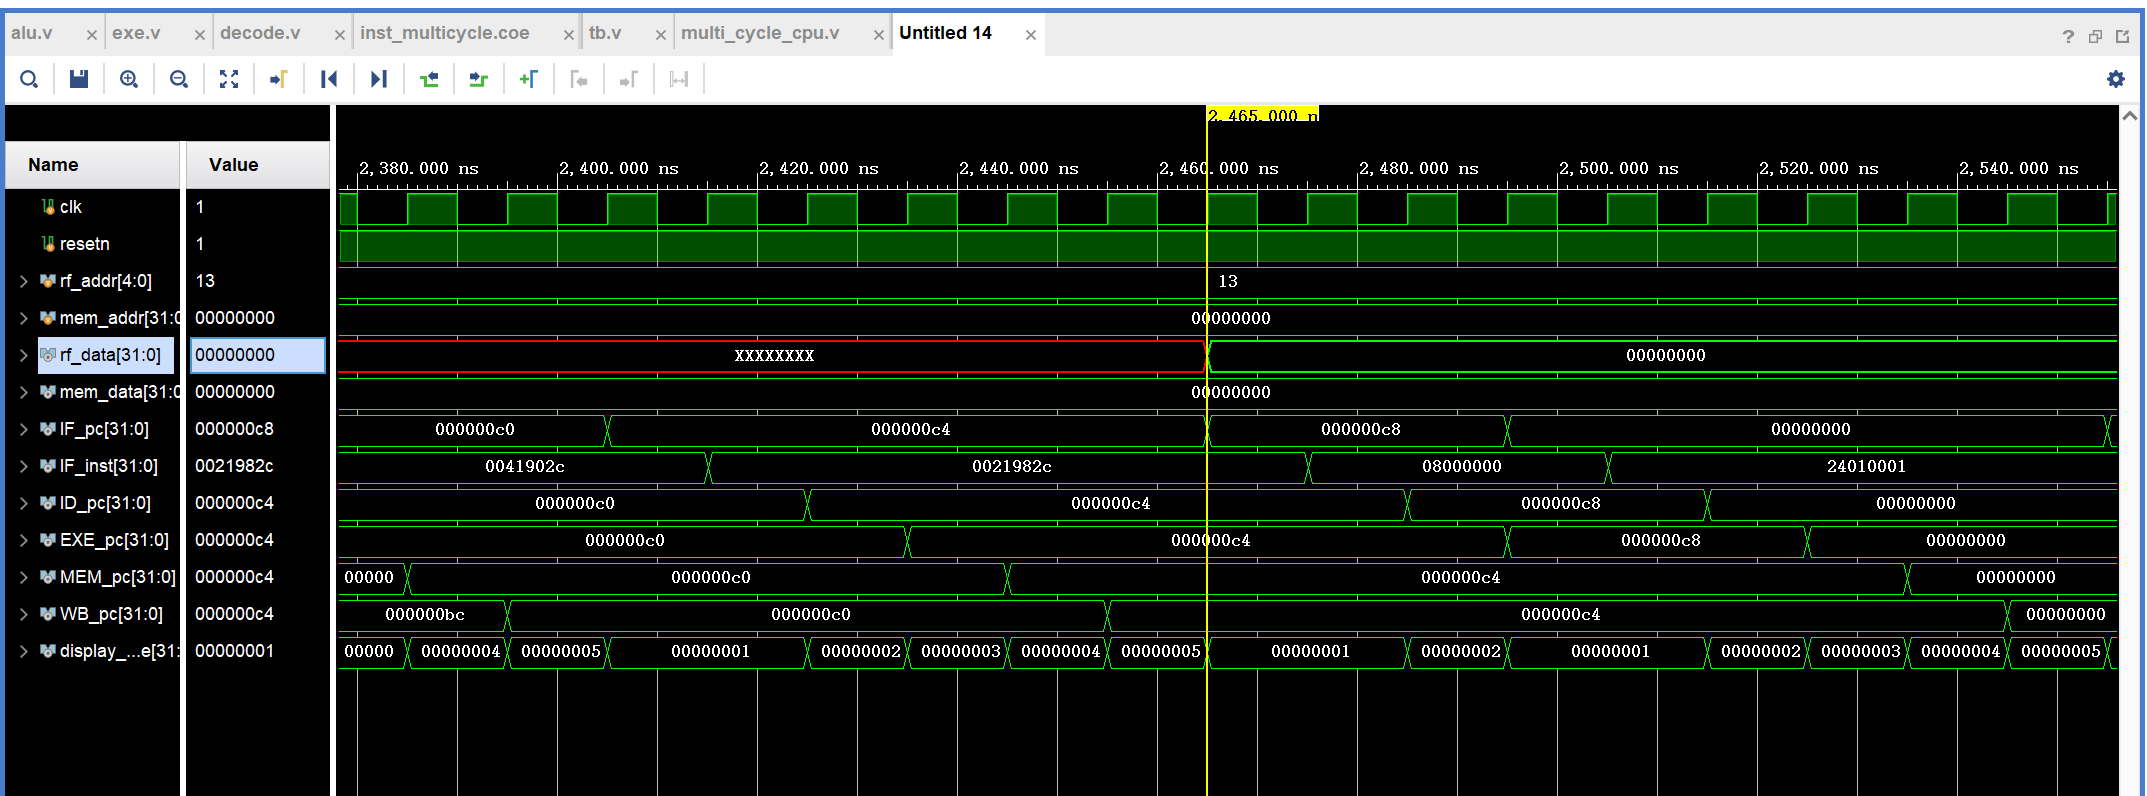 alu.v × exe.v × decode.v × inst_multicycle.coe × tb.v × multi_cycle_cpu.v × Untitled 14 ×
?
2,465.000 n
Name Value
2,380.000 ns 2,400.000 ns 2,420.000 ns 2,440.000 ns 2,460.000 ns 2,480.000 ns 2,500.000 ns 2,520.000 ns 2,540.000 ns
clk 1
resetn 1
rf_addr[4:0] 13 13
mem_addr[31:0 00000000 00000000
rf_data[31:0] 00000000 XXXXXXXX 00000000
mem_data[31:0 00000000 00000000
IF_pc[31:0] 000000c8 000000c0 000000c4 000000c8 00000000
IF_inst[31:0] 0021982c 0041902c 0021982c 08000000 24010001
ID_pc[31:0] 000000c4 000000c0 000000c4 000000c8 00000000
EXE_pc[31:0] 000000c4 000000c0 000000c4 000000c8 00000000
MEM_pc[31:0] 000000c4 00000 000000c0 000000c4 00000000
WB_pc[31:0] 000000c4 000000bc 000000c0 000000c4 00000000
display_...e[31: 00000001 00000 00000004 00000005 00000001 00000002 00000003 00000004 00000005 00000001 00000002 00000001 00000002 00000003 00000004 00000005